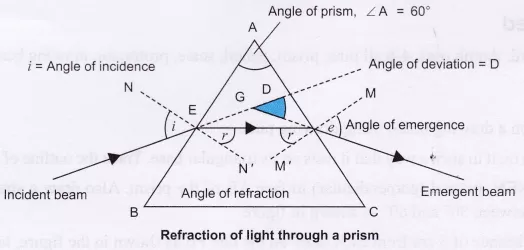 Angle of prism, ∠A = 60°
A
i = Angle of incidence
Angle of deviation = D
N
D
M
G
E
i
r
r
e
Angle of emergence
N
M
Incident beam
Angle of refraction
Emergent beam
B
C
Refraction of light through a prism